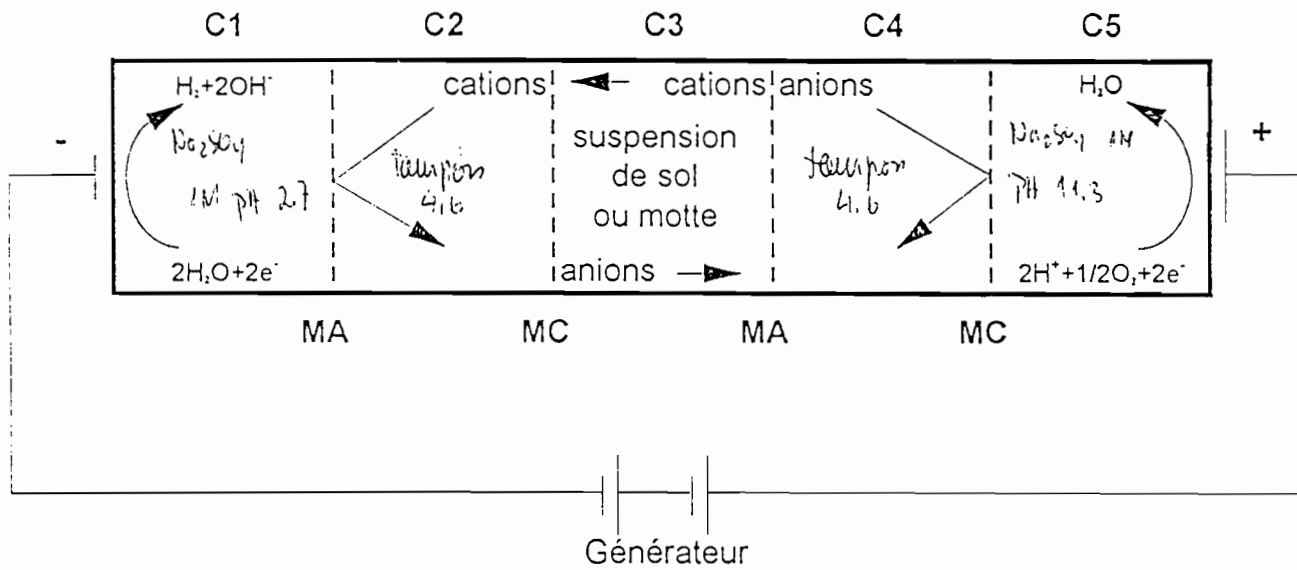 C1 C2 C3 C4 C5
H₂+2OH⁻
cations
cations
anions
H₂O
-
+
Na₂SO₄
1M pH 2.7
tampon
4.6
suspension
de sol
ou motte
tampon
4.6
Na₂SO₄ 1M
pH 11.3
2H₂O+2e⁻
anions
2H⁺+1/2O₂+2e⁻
MA MC MA MC
Générateur